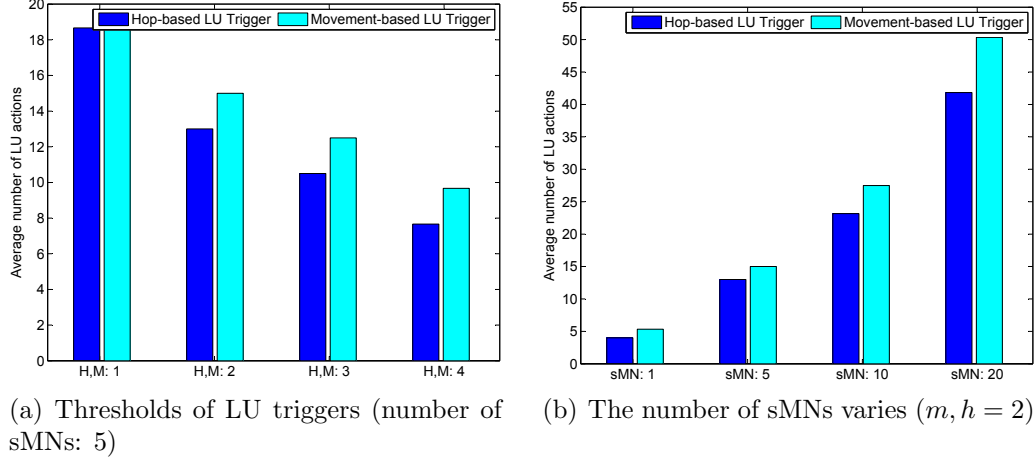 Hop-based LU Trigger
Movement-based LU Trigger
Average number of LU actions
20
18
16
14
12
10
8
6
4
2
0
H,M: 1
H,M: 2
H,M: 3
H,M: 4
(a) Thresholds of LU triggers (number of
sMNs: 5)
Hop-based LU Trigger
Movement-based LU Trigger
Average number of LU actions
55
50
45
40
35
30
25
20
15
10
5
0
sMN: 1
sMN: 5
sMN: 10
sMN: 20
(b) The number of sMNs varies (m, h = 2)